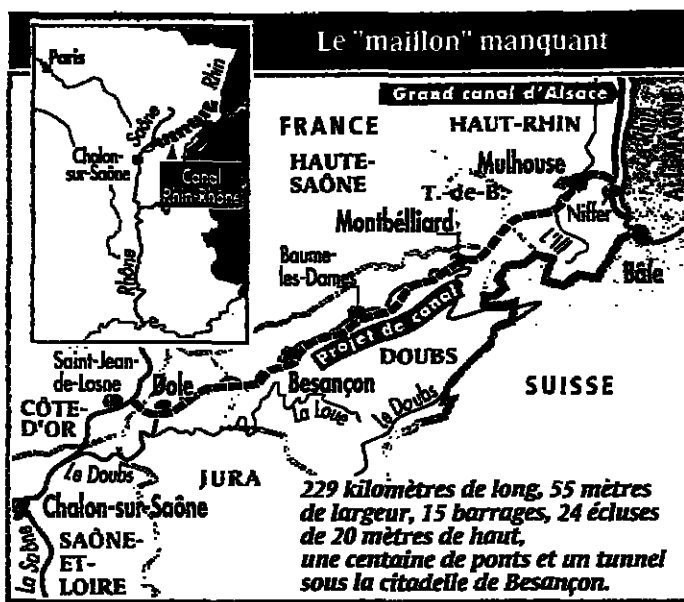 Le "maillon" manquant
Paris
Rhin
Saône
Chalon-
sur-Saône
Canal
Rhin-Rhône
Rhône
Grand canal d'Alsace
FRANCE
HAUT-RHIN
ALLEMAGNE
HAUTE-
SAÔNE
Mulhouse
T.-de-B.
Niffer
Montbélliard
L'Ill
Bâle
Baume-
les-Dames
Projet de canal
DOUBS
SUISSE
Saint-Jean-
de-Losne
Dole
Besançon
La Loue
Le Doubs
CÔTE-
D'OR
Le Doubs
JURA
Chalon-sur-Saône
La Saône
SAÔNE-
ET-
LOIRE
229 kilomètres de long, 55 mètres
de largeur, 15 barrages, 24 écluses
de 20 mètres de haut,
une centaine de ponts et un tunnel
sous la citadelle de Besançon.